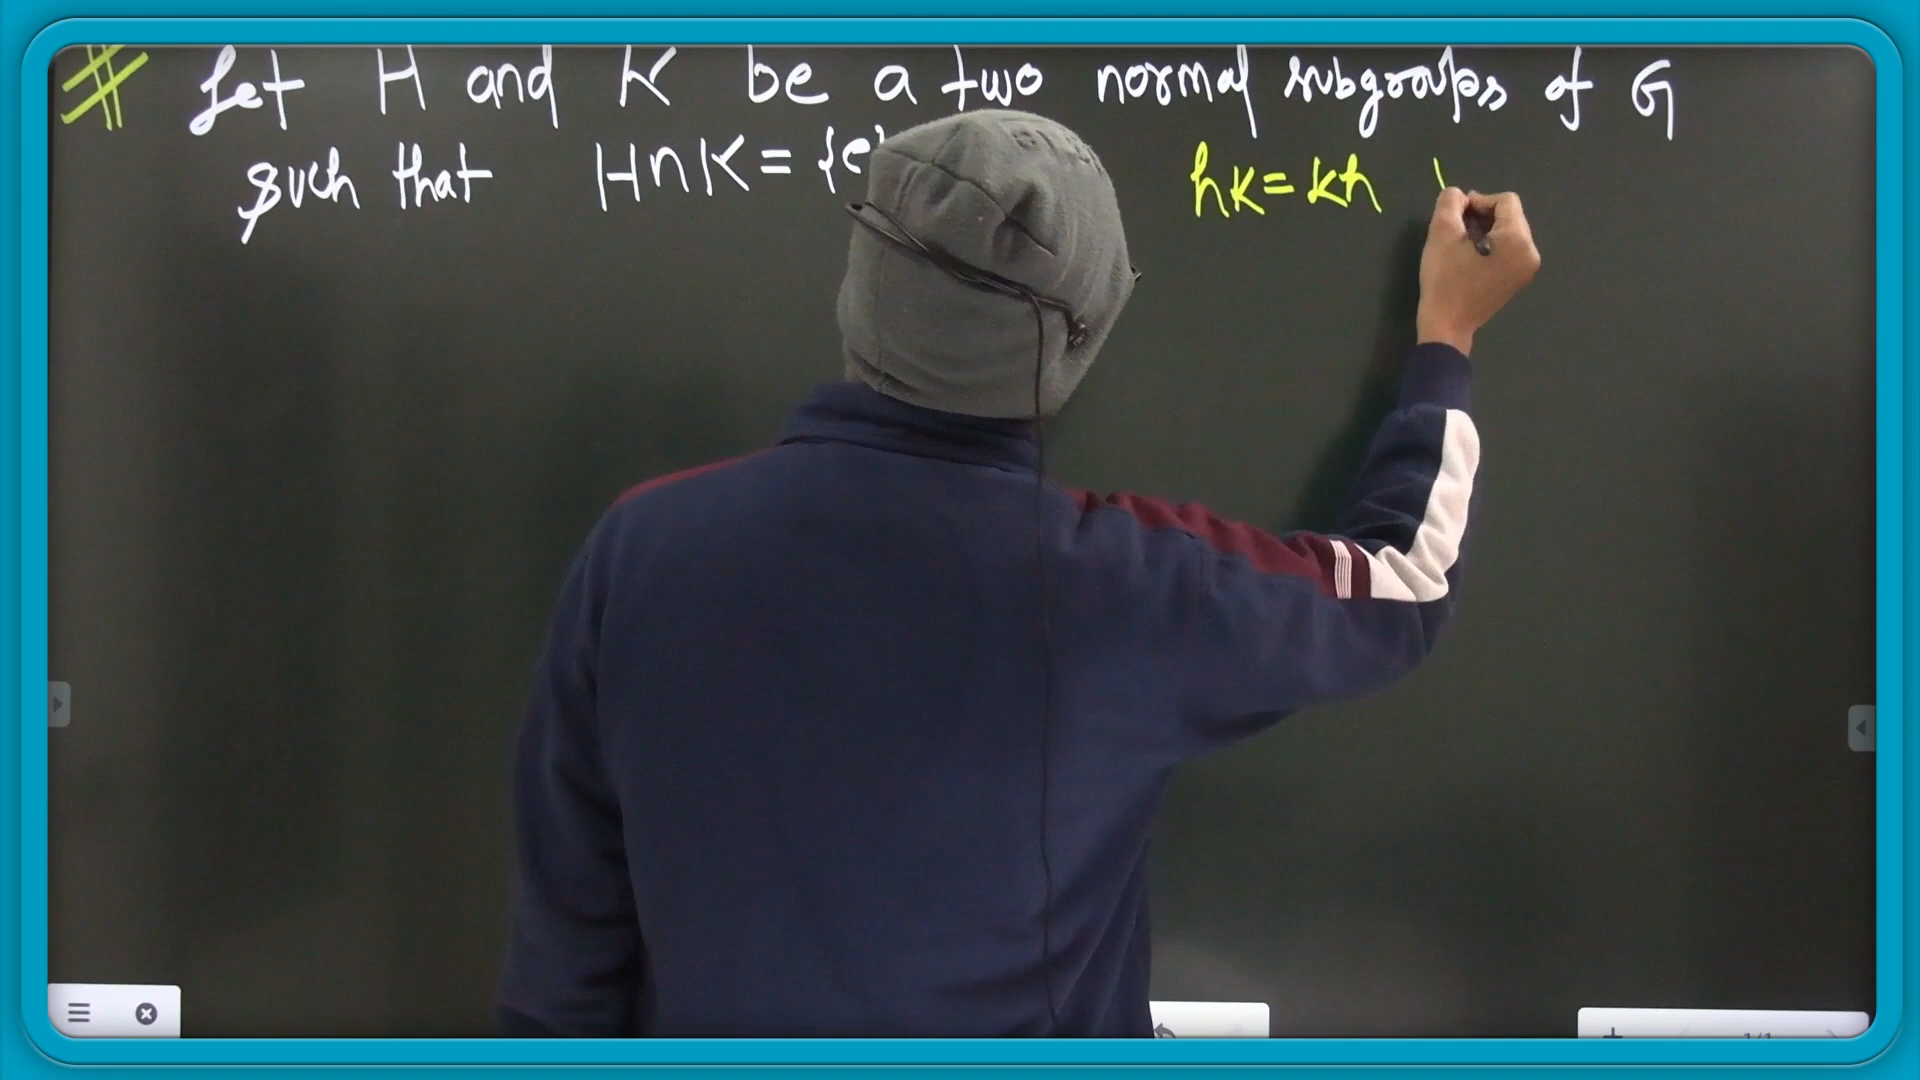 # Let H and K be a two normal subgroups of G
such that H∩K = {e hk = kh